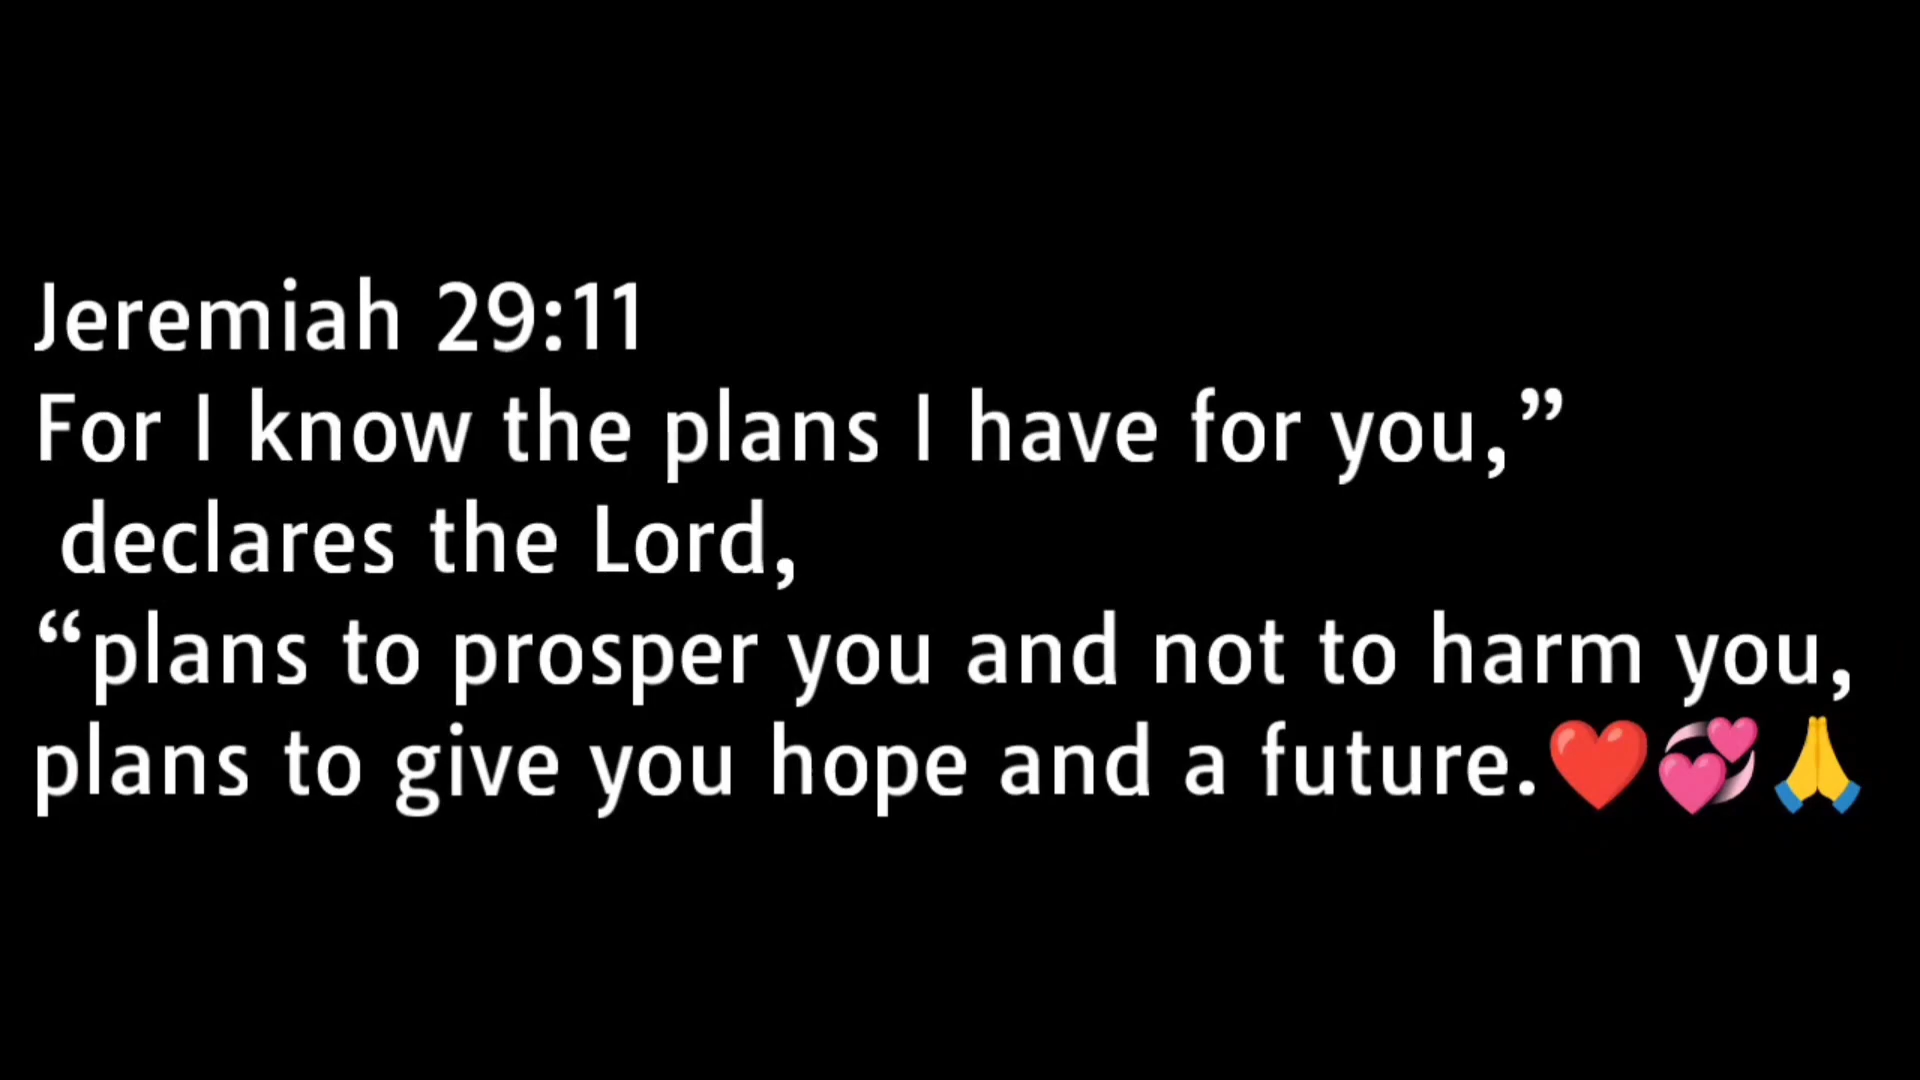 Jeremiah 29:11
For I know the plans I have for you,”
declares the Lord,
“plans to prosper you and not to harm you,
plans to give you hope and a future.❤️💞🙏